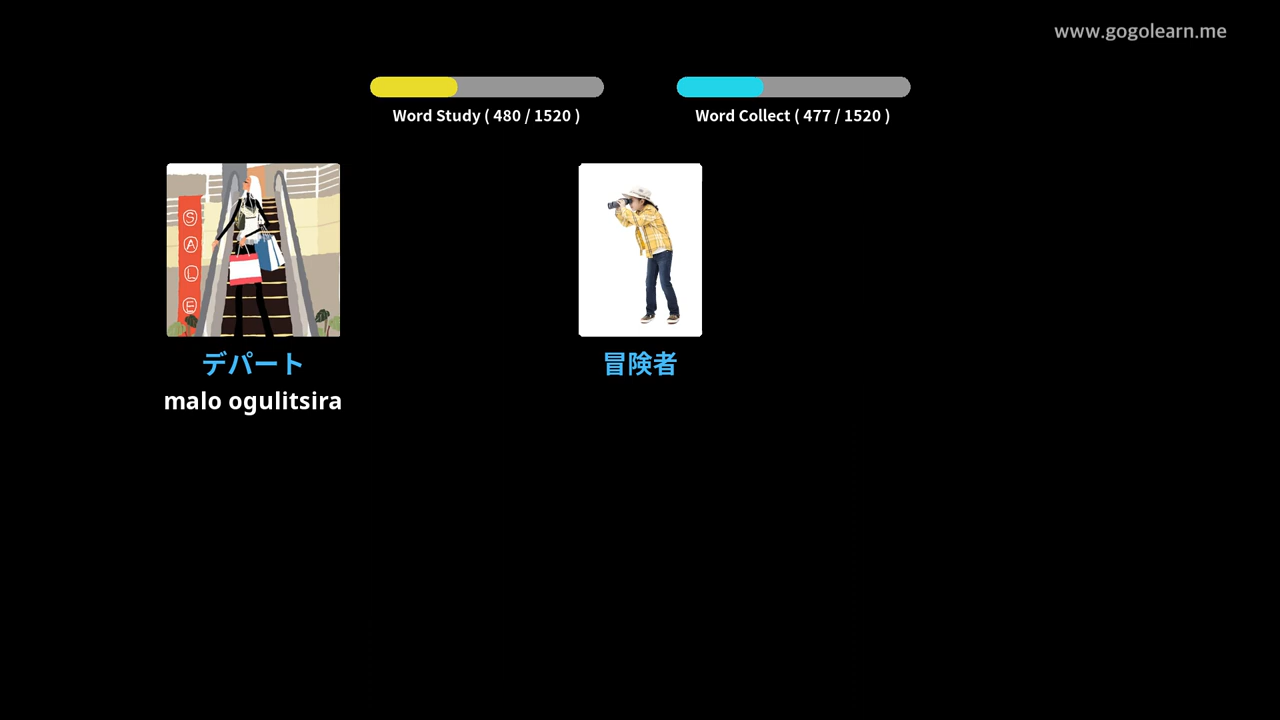 www.gogolearn.me
Word Study ( 480 / 1520 )
Word Collect ( 477 / 1520 )
S
A
L
E
デパート
冒険者
malo ogulitsira